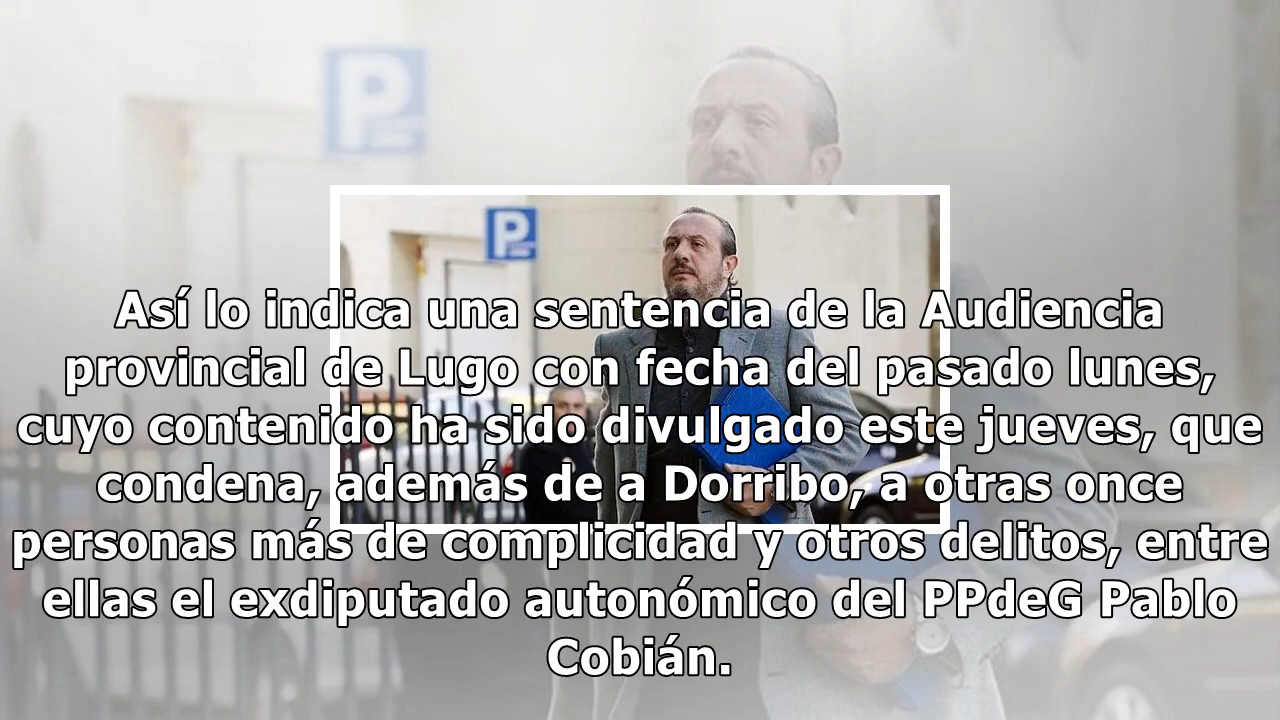 P
P
Así lo indica una sentencia de la Audiencia
provincial de Lugo con fecha del pasado lunes,
cuyo contenido ha sido divulgado este jueves, que
condena, además de a Dorribo, a otras once
personas más de complicidad y otros delitos, entre
ellas el exdiputado autonómico del PPdeG Pablo
Cobián.